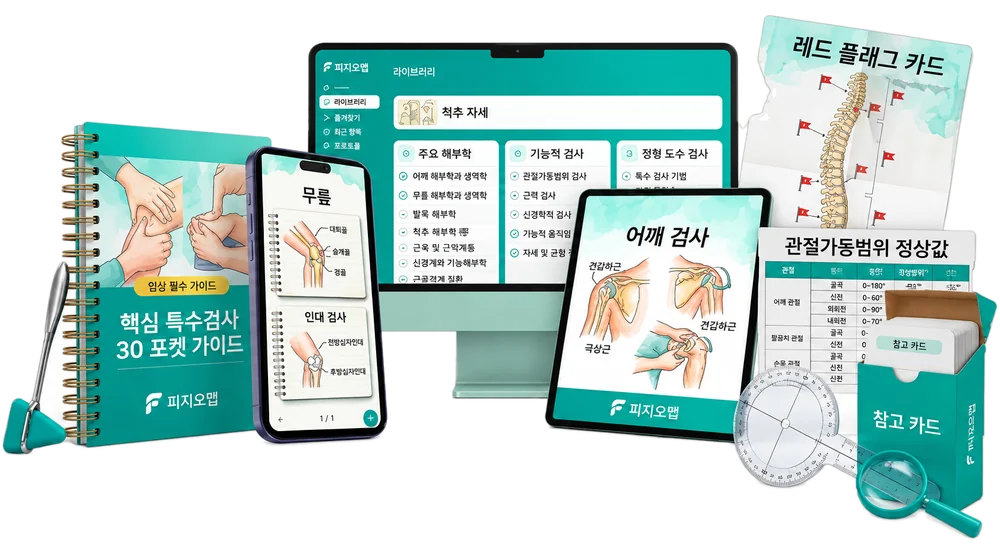 임상 필수 가이드
핵심 특수검사
30 포켓 가이드
피지오맵
무릎
대퇴골
슬개골
경골
인대 검사
전방십자인대
후방십자인대
1 / 1
피지오맵
라이브러리
즐겨찾기
최근 항목
프로토콜
라이브러리
척추 자세
주요 해부학
어깨 해부학과 생역학
무릎 해부학과 생역학
발목 해부학
척추 해부학
근육 및 근막계통
신경계와 기능해부학
근골격계 질환
기능적 검사
관절가동범위 검사
근력 검사
신경학적 검사
기능적 움직임
자세 및 균형
정형 도수 검사
특수 검사 기법
어깨 검사
견갑하근
견갑하근
극상근
피지오맵
레드 플래그 카드
관절가동범위 정상값
관절
어깨 관절
굴곡 0~180°
신전 0~60°
외회전 0~90°
내회전 0~70°
팔꿈치 관절
굴곡
신전
손목 관절
굴곡
신전
신전
참고 카드
참고 카드
피지오맵